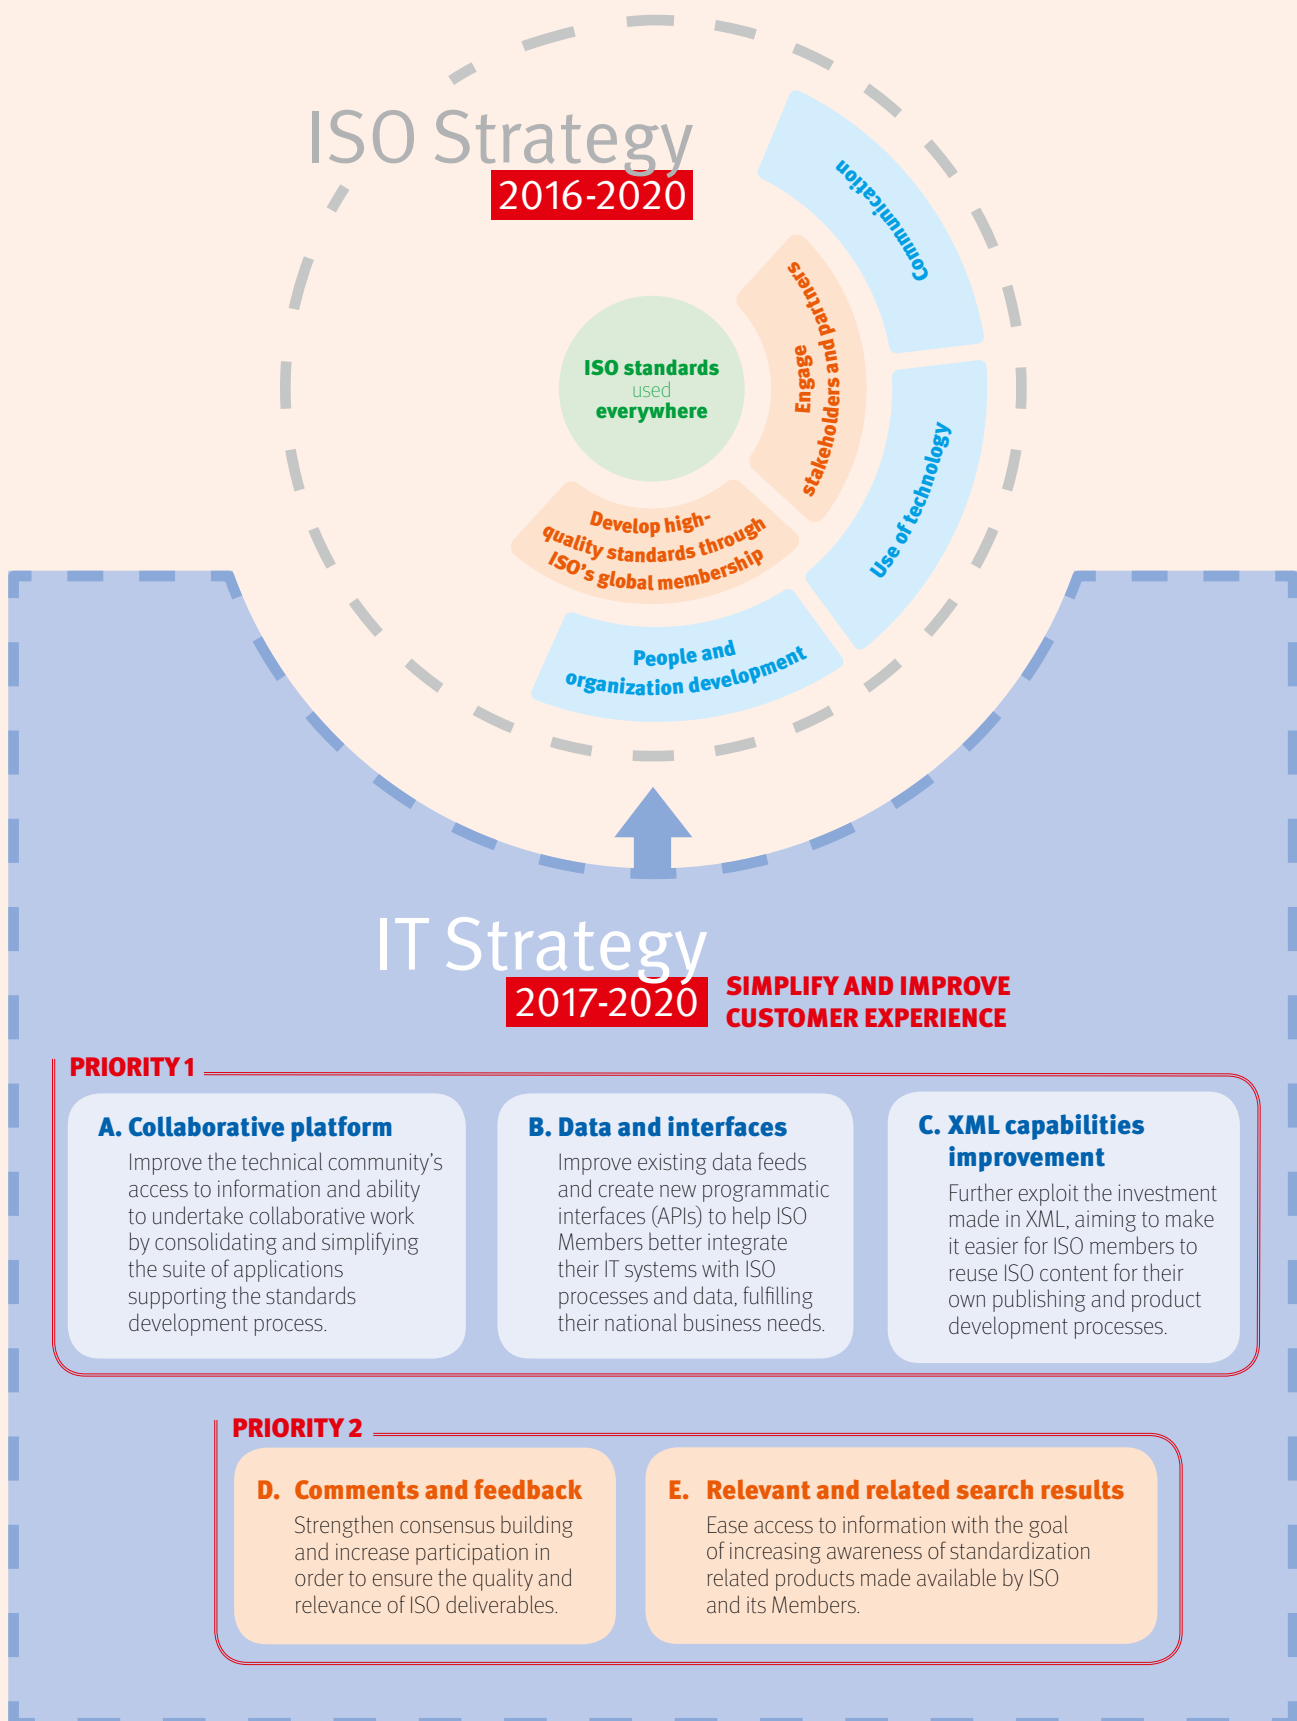 ISO Strategy
2016-2020
Communication
Engage
stakeholders and partners
ISO standards
used
everywhere
Use of technology
Develop high-
quality standards through
ISO’s global membership
People and
organization development
IT Strategy
2017-2020
SIMPLIFY AND IMPROVE
CUSTOMER EXPERIENCE
PRIORITY 1
A. Collaborative platform
Improve the technical community’s
access to information and ability
to undertake collaborative work
by consolidating and simplifying
the suite of applications
supporting the standards
development process.
B. Data and interfaces
Improve existing data feeds
and create new programmatic
interfaces (APIs) to help ISO
Members better integrate
their IT systems with ISO
processes and data, fulfilling
their national business needs.
C. XML capabilities
improvement
Further exploit the investment
made in XML, aiming to make
it easier for ISO members to
reuse ISO content for their
own publishing and product
development processes.
PRIORITY 2
D. Comments and feedback
Strengthen consensus building
and increase participation in
order to ensure the quality and
relevance of ISO deliverables.
E. Relevant and related search results
Ease access to information with the goal
of increasing awareness of standardization
related products made available by ISO
and its Members.